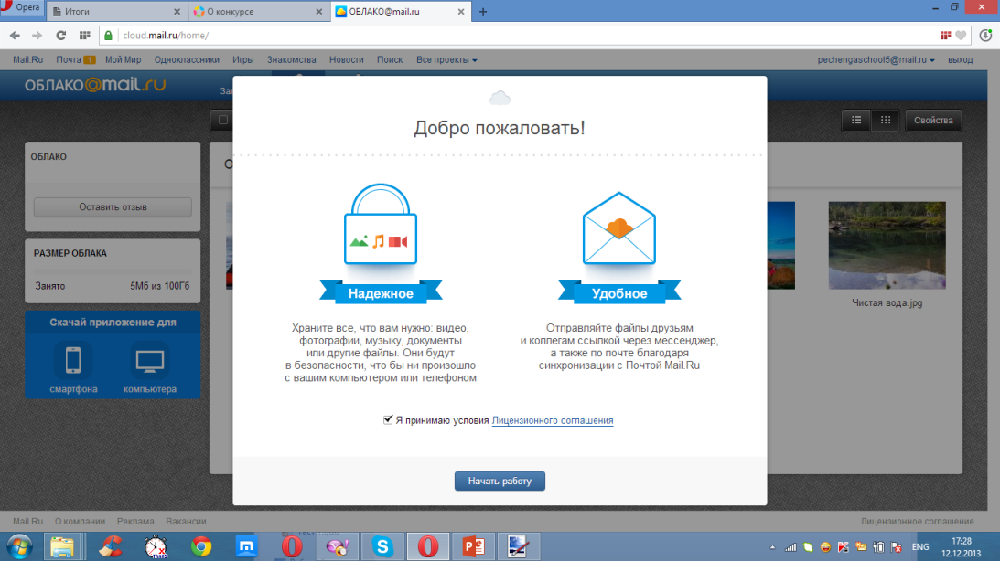 Opera
Итоги
О конкурсе
ОБЛАКО@mail.ru
cloud.mail.ru/home/
Mail.Ru Почта 1 Мой Мир Одноклассники Игры Знакомства Новости Поиск Все проекты
pechengaschool5@mail.ru выход
ОБЛАКО@mail.ru
Свойства
ОБЛАКО
Оставить отзыв
РАЗМЕР ОБЛАКА
Занято 5Мб из 100Гб
Скачай приложение для
смартфона компьютера
Добро пожаловать!
Надежное
Храните все, что вам нужно: видео,
фотографии, музыку, документы
или другие файлы. Они будут
в безопасности, что бы ни произошло
с вашим компьютером или телефоном
Удобное
Отправляйте файлы друзьям
и коллегам ссылкой через мессенджер,
а также по почте благодаря
синхронизации с Почтой Mail.Ru
Я принимаю условия Лицензионного соглашения
Начать работу
Чистая вода.jpg
Mail.Ru О компании Реклама Вакансии
Лицензионное соглашение
ENG
17:28
12.12.2013